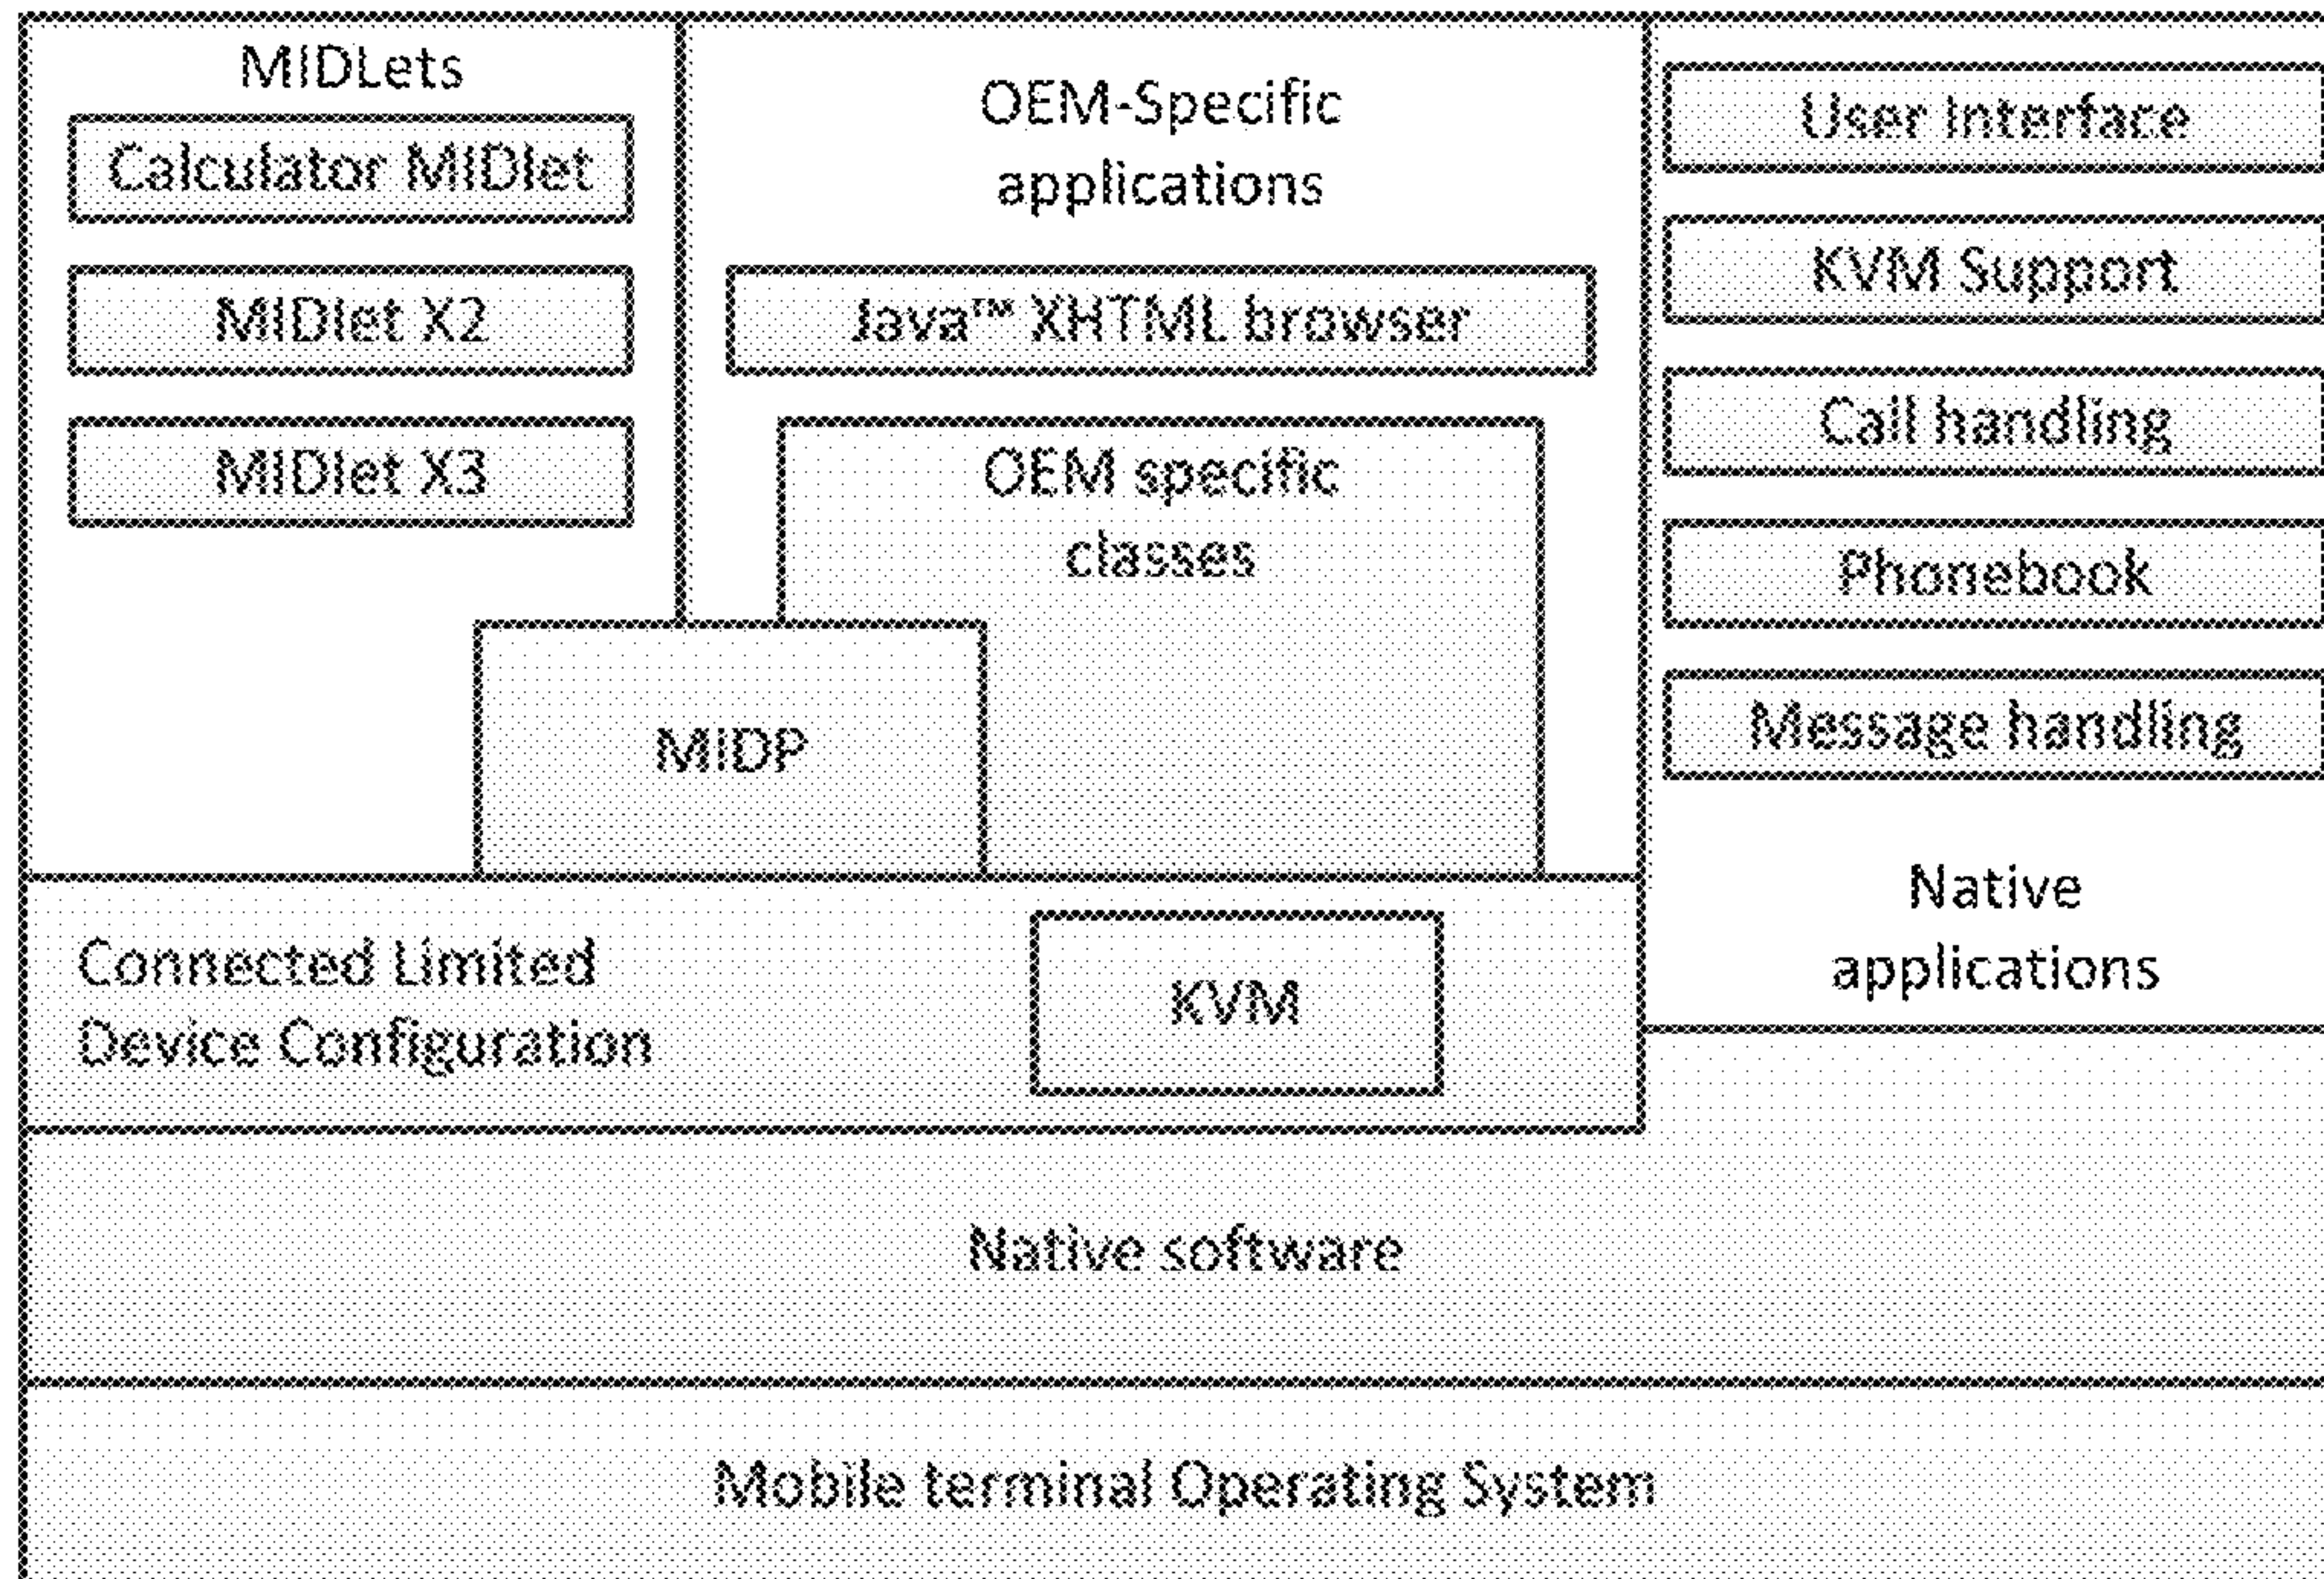 MIDLets
Calculator MIDlet
MIDlet X2
MIDlet X3
OEM-Specific
applications
Java™ XHTML browser
OEM specific
classes
MIDP
User Interface
KVM Support
Call handling
Phonebook
Message handling
Native
applications
Connected Limited
Device Configuration
KVM
Native software
Mobile terminal Operating System